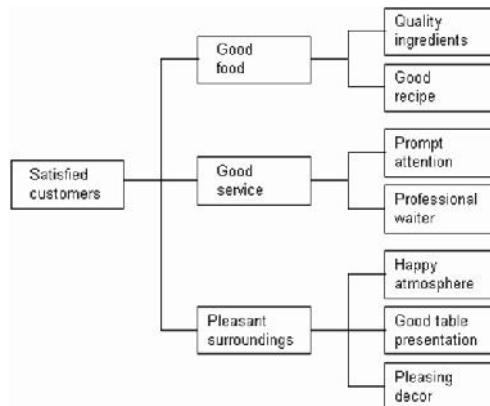 Satisfied
customers
Good
food
Quality
ingredients
Good
recipe
Good
service
Prompt
attention
Professional
waiter
Pleasant
surroundings
Happy
atmosphere
Good table
presentation
Pleasing
decor